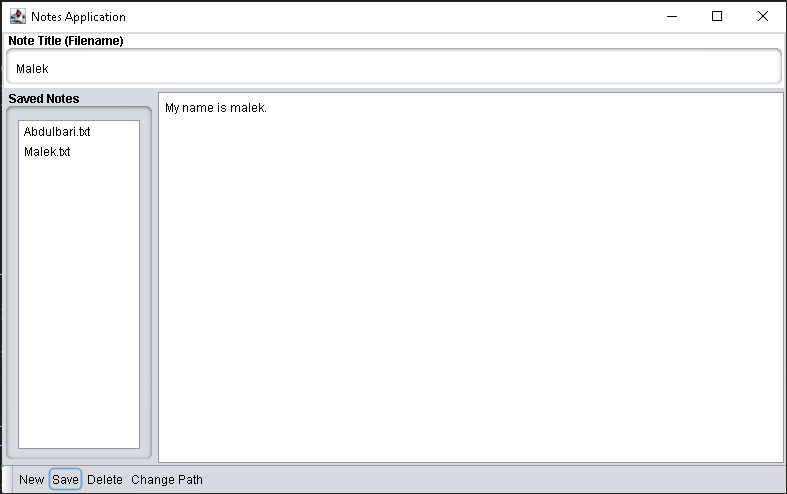 Notes Application
Note Title (Filename)
Malek
Saved Notes
Abdulbari.txt
Malek.txt
My name is malek.
New Save Delete Change Path